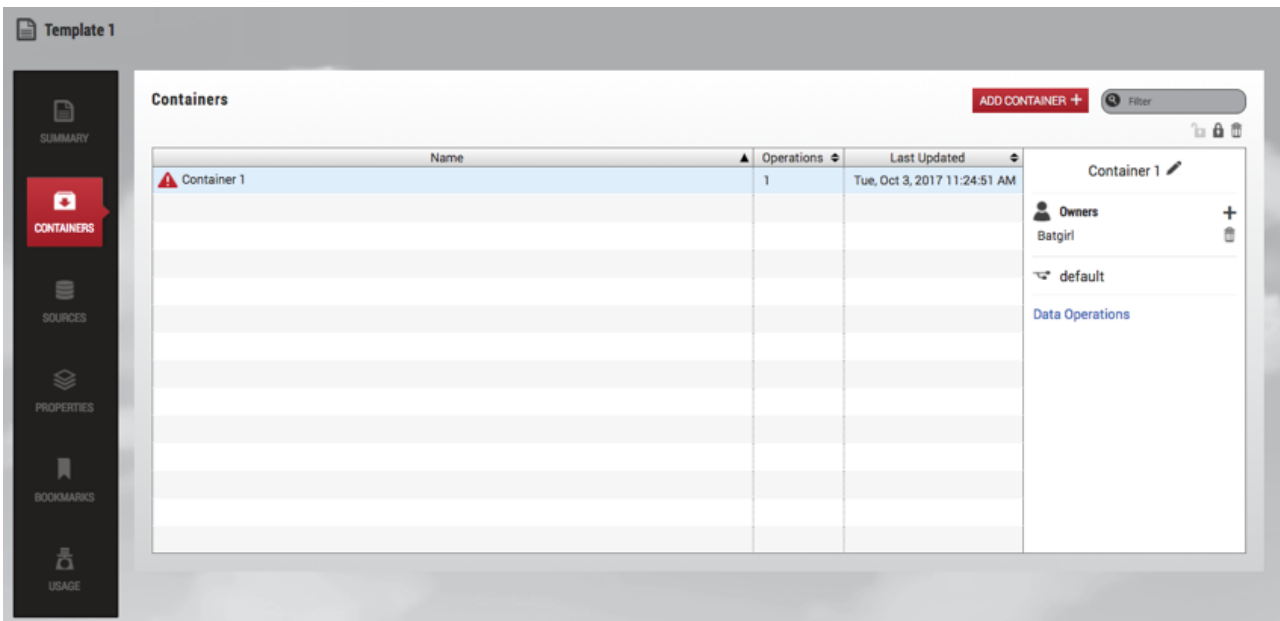 Template 1
SUMMARY
CONTAINERS
SOURCES
PROPERTIES
BOOKMARKS
USAGE
Containers
ADD CONTAINER +
Filter
Name Operations Last Updated
Container 1 1 Tue, Oct 3, 2017 11:24:51 AM
Container 1
Owners
Batgirl
default
Data Operations